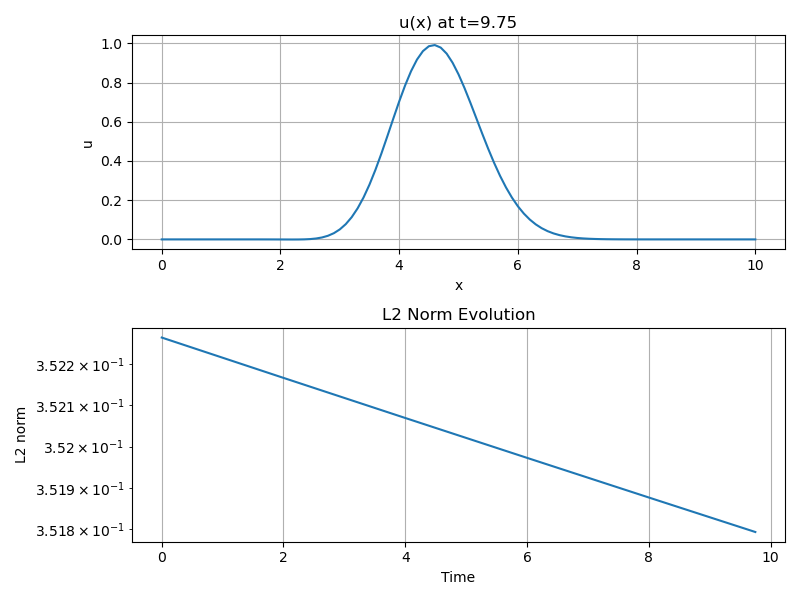 u(x) at t=9.75
1.0
0.8
0.6
0.4
0.2
0.0
u
0 2 4 6 8 10
x
L2 Norm Evolution
3.522 × 10⁻¹
3.521 × 10⁻¹
3.52 × 10⁻¹
3.519 × 10⁻¹
3.518 × 10⁻¹
L2 norm
0 2 4 6 8 10
Time